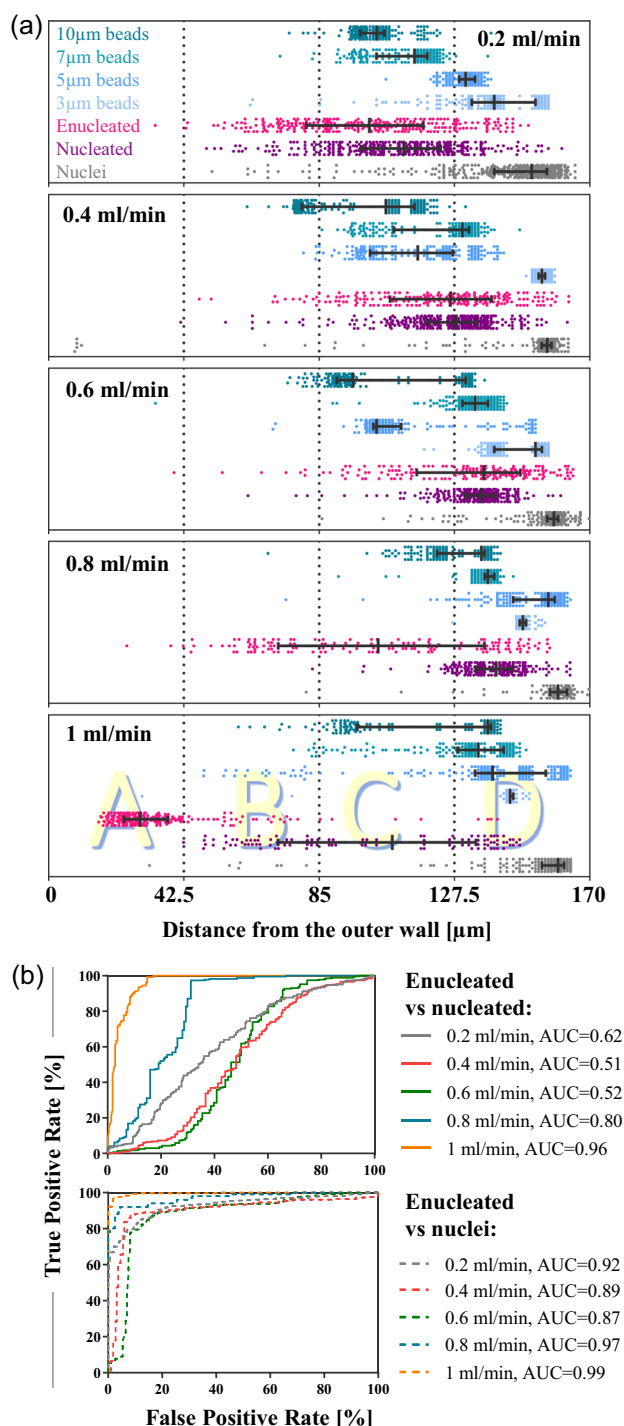 (a)
10µm beads
0.2 ml/min
7µm beads
5µm beads
3µm beads
Enucleated
Nucleated
Nuclei
0.4 ml/min
0.6 ml/min
0.8 ml/min
1 ml/min
A B C D
0 42.5 85 127.5 170
Distance from the outer wall [µm]
(b)
True Positive Rate [%]
100
80
60
40
20
0
0 20 40 60 80 100
Enucleated
vs nucleated:
0.2 ml/min, AUC=0.62
0.4 ml/min, AUC=0.51
0.6 ml/min, AUC=0.52
0.8 ml/min, AUC=0.80
1 ml/min, AUC=0.96
100
80
60
40
20
0
0 20 40 60 80 100
Enucleated
vs nuclei:
0.2 ml/min, AUC=0.92
0.4 ml/min, AUC=0.89
0.6 ml/min, AUC=0.87
0.8 ml/min, AUC=0.97
1 ml/min, AUC=0.99
False Positive Rate [%]